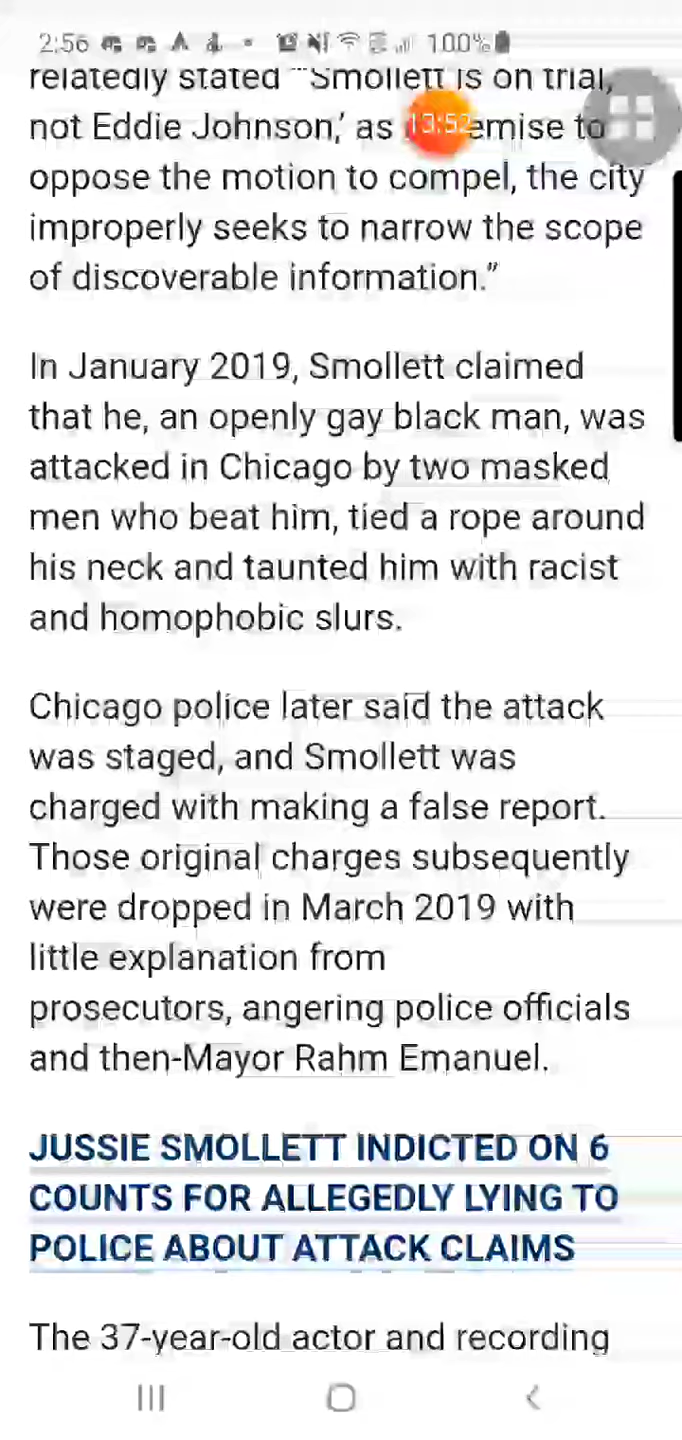 2:56 100%
relatedly stated "'Smollett is on trial,
not Eddie Johnson,' as emise to
13:52
oppose the motion to compel, the city
improperly seeks to narrow the scope
of discoverable information."
In January 2019, Smollett claimed
that he, an openly gay black man, was
attacked in Chicago by two masked
men who beat him, tied a rope around
his neck and taunted him with racist
and homophobic slurs.
Chicago police later said the attack
was staged, and Smollett was
charged with making a false report.
Those original charges subsequently
were dropped in March 2019 with
little explanation from
prosecutors, angering police officials
and then-Mayor Rahm Emanuel.
JUSSIE SMOLLETT INDICTED ON 6
COUNTS FOR ALLEGEDLY LYING TO
POLICE ABOUT ATTACK CLAIMS
The 37-year-old actor and recording